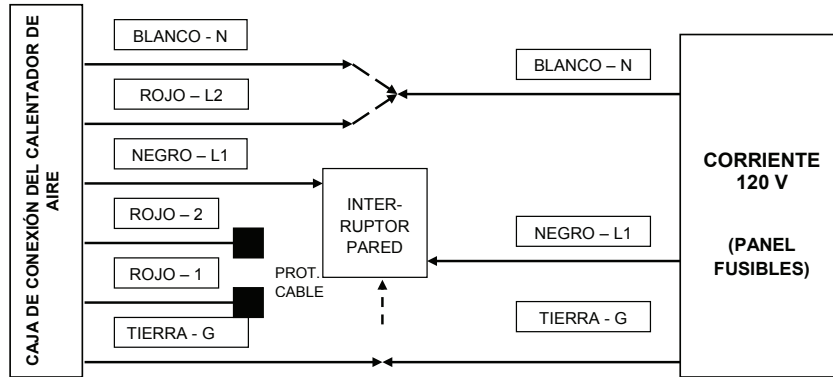 CAJA DE CONEXIÓN DEL CALENTADOR DE
AIRE
BLANCO - N
ROJO – L2
NEGRO – L1
ROJO – 2
ROJO – 1
TIERRA - G
PROT.
CABLE
INTER-
RUPTOR
PARED
BLANCO – N
NEGRO – L1
TIERRA - G
CORRIENTE
120 V
(PANEL
FUSIBLES)